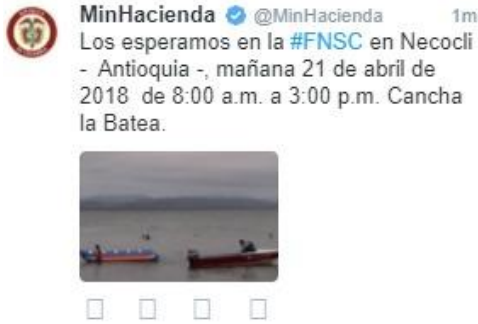 MinHacienda @MinHacienda 1m
Los esperamos en la #FNSC en Necocli
- Antioquia -, mañana 21 de abril de
2018 de 8:00 a.m. a 3:00 p.m. Cancha
la Batea.